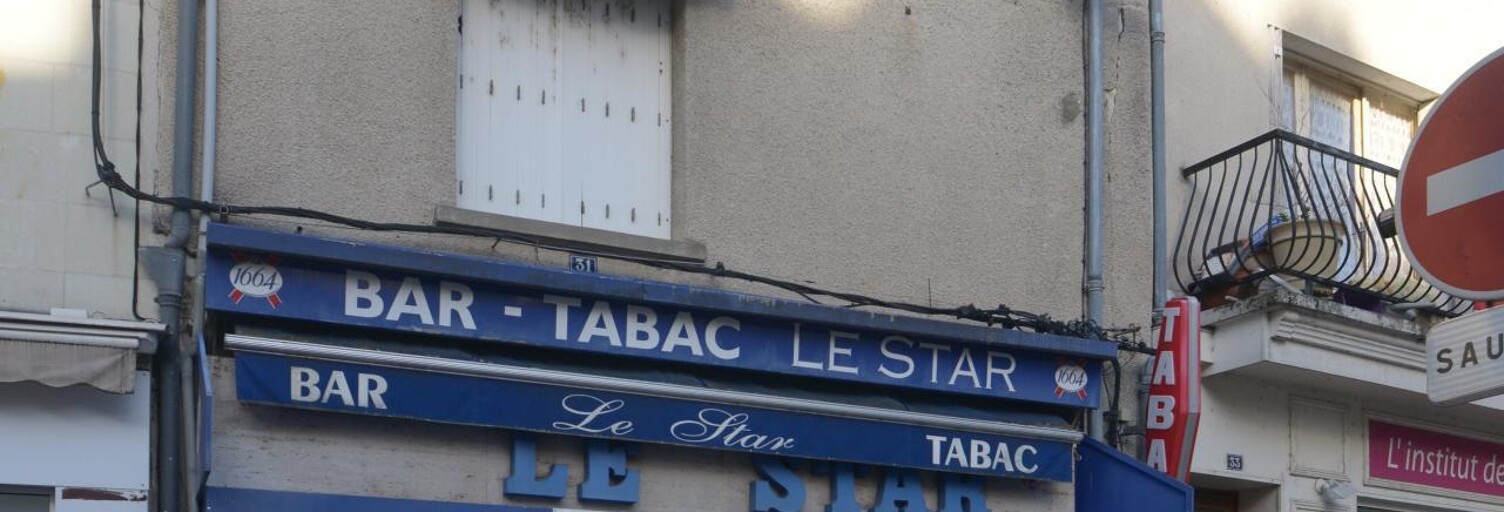 31
1664 BAR - TABAC LE STAR 1664
BAR Le Star TABAC
LE STAR
TABA
33
SAU
L'institut de